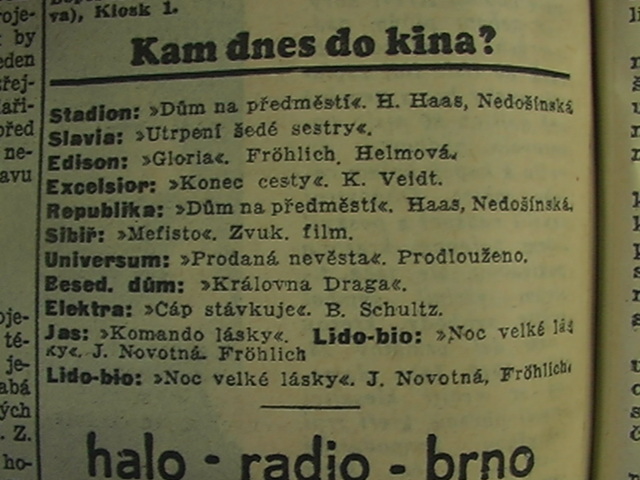 va), Kiosk 1.
Kam dnes do kina?
Stadion: »Dům na předměstí«. H. Haas, Nedošínská
Slavia: »Utrpení šedé sestry«.
Edison: »Gloria«. Fröhlich, Helmová.
Excelsior: »Konec cesty«. K. Veidt.
Republika: »Dům na předměstí«. Haas, Nedošínská.
Sibiř: »Mefisto«. Zvuk. film.
Universum: »Prodaná nevěsta«. Prodlouženo.
Besed. dům: »Královna Draga«.
Elektra: »Čáp stávkuje«. B. Schultz.
Jas: »Komando lásky«. Lido-bio: »Noc velké lás
ky«. J. Novotná. Fröhlich
Lido-bio: »Noc velké lásky«. J. Novotná, Fröhlich.
halo - radio - brno